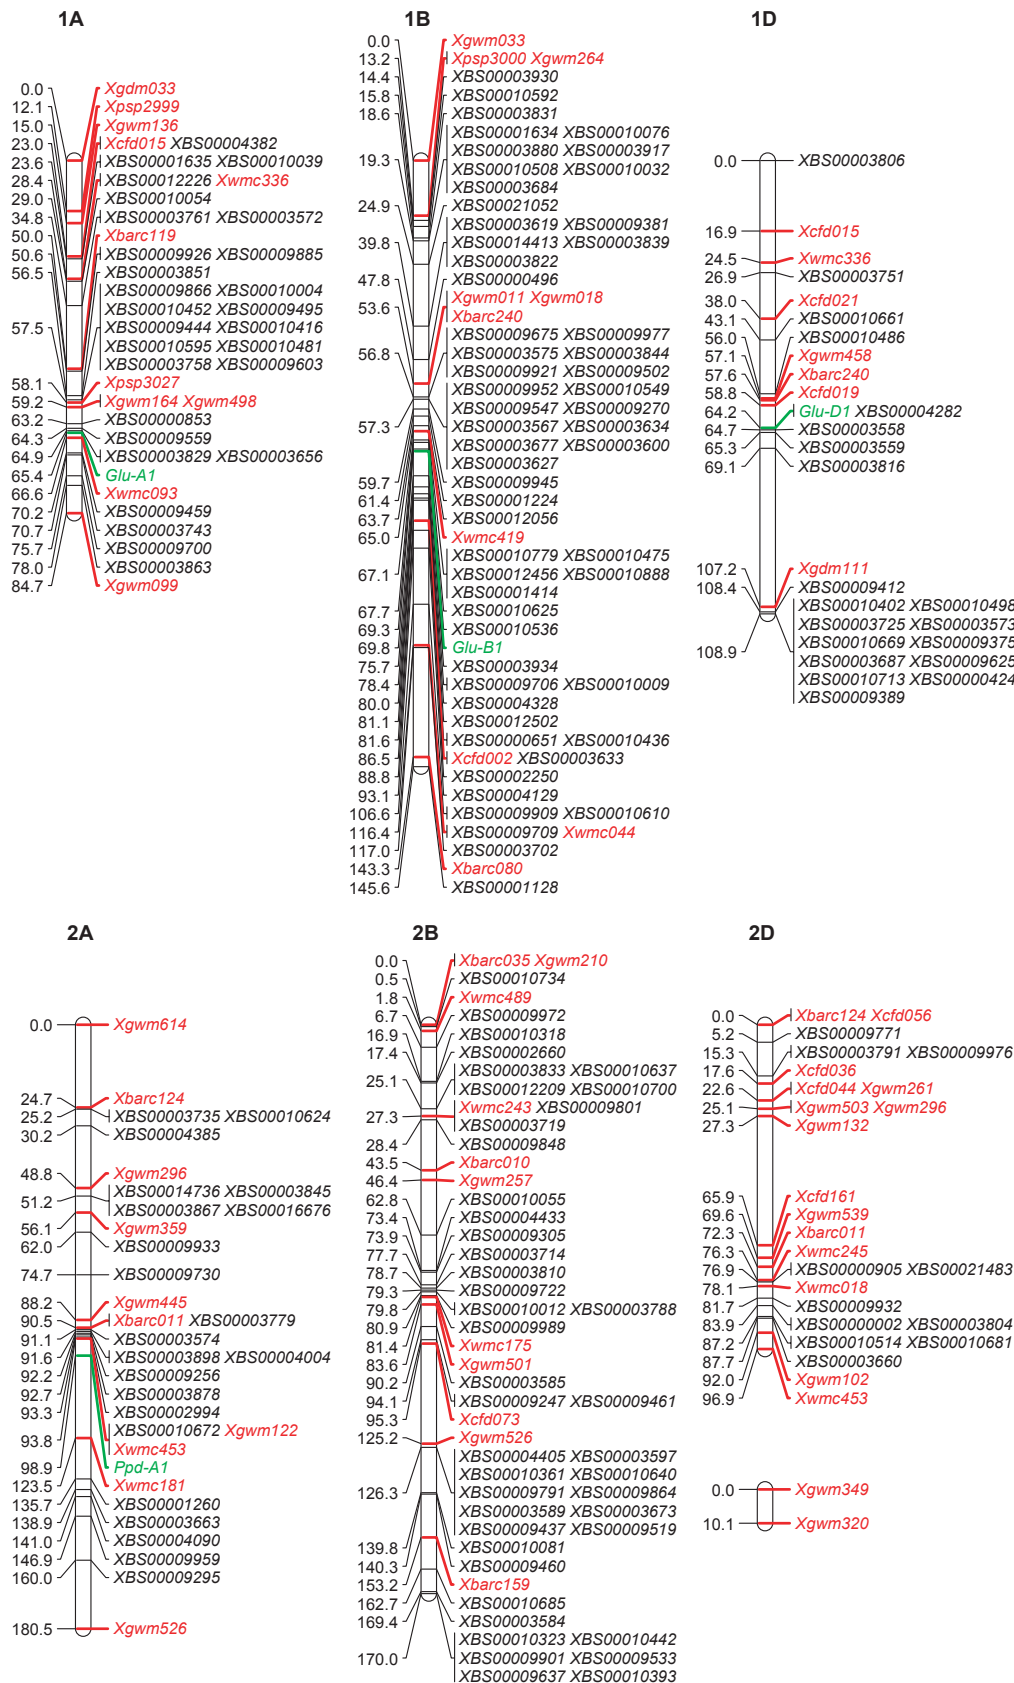 1A
0.0 Xgdm033
12.1 Xpsp2999
15.0 Xgwm136
23.0 Xcfd015 XBS00004382
23.6 XBS00001635 XBS00010039
28.4 XBS00012226 Xwmc336
29.0 XBS00010054
34.8 XBS00003761 XBS00003572
50.0 Xbarc119
50.6 XBS00009926 XBS00009885
56.5 XBS00003851
XBS00009866 XBS00010004
XBS00010452 XBS00009495
57.5 XBS00009444 XBS00010416
XBS00010595 XBS00010481
XBS00003758 XBS00009603
58.1 Xpsp3027
59.2 Xgwm164 Xgwm498
63.2 XBS00000853
64.3 XBS00009559
64.9 XBS00003829 XBS00003656
65.4 Glu-A1
66.6 Xwmc093
70.2 XBS00009459
70.7 XBS00003743
75.7 XBS00009700
78.0 XBS00003863
84.7 Xgwm099
1B
0.0 Xgwm033
13.2 Xpsp3000 Xgwm264
14.4 XBS00003930
15.8 XBS00010592
18.6 XBS00003831
XBS00001634 XBS00010076
19.3 XBS00003880 XBS00003917
XBS00010508 XBS00010032
XBS00003684
24.9 XBS00021052
XBS00003619 XBS00009381
39.8 XBS00014413 XBS00003839
XBS00003822
47.8 XBS00000496
53.6 Xgwm011 Xgwm018
Xbarc240
XBS00009675 XBS00009977
56.8 XBS00003575 XBS00003844
XBS00009921 XBS00009502
XBS00009952 XBS00010549
XBS00009547 XBS00009270
57.3 XBS00003567 XBS00003634
XBS00003677 XBS00003600
XBS00003627
59.7 XBS00009945
61.4 XBS00001224
63.7 XBS00012056
65.0 Xwmc419
XBS00010779 XBS00010475
67.1 XBS00012456 XBS00010888
XBS00001414
67.7 XBS00010625
69.3 XBS00010536
69.8 Glu-B1
75.7 XBS00003934
78.4 XBS00009706 XBS00010009
80.0 XBS00004328
81.1 XBS00012502
81.6 XBS00000651 XBS00010436
86.5 Xcfd002 XBS00003633
88.8 XBS00002250
93.1 XBS00004129
106.6 XBS00009909 XBS00010610
116.4 XBS00009709 Xwmc044
117.0 XBS00003702
143.3 Xbarc080
145.6 XBS00001128
1D
0.0 XBS00003806
16.9 Xcfd015
24.5 Xwmc336
26.9 XBS00003751
38.0 Xcfd021
43.1 XBS00010661
56.0 XBS00010486
57.1 Xgwm458
57.6 Xbarc240
58.8 Xcfd019
64.2 Glu-D1 XBS00004282
64.7 XBS00003558
65.3 XBS00003559
69.1 XBS00003816
107.2 Xgdm111
108.4 XBS00009412
XBS00010402 XBS00010498
XBS00003725 XBS00003573
XBS00010669 XBS00009375
108.9 XBS00003687 XBS00009625
XBS00010713 XBS00000424
XBS00009389
2A
0.0 Xgwm614
24.7 Xbarc124
25.2 XBS00003735 XBS00010624
30.2 XBS00004385
48.8 Xgwm296
51.2 XBS00014736 XBS00003845
XBS00003867 XBS00016676
56.1 Xgwm359
62.0 XBS00009933
74.7 XBS00009730
88.2 Xgwm445
90.5 Xbarc011 XBS00003779
91.1 XBS00003574
91.6 XBS00003898 XBS00004004
92.2 XBS00009256
92.7 XBS00003878
93.3 XBS00002994
93.8 XBS00010672 Xgwm122
Xwmc453
98.9 Ppd-A1
123.5 Xwmc181
135.7 XBS00001260
138.9 XBS00003663
141.0 XBS00004090
146.9 XBS00009959
160.0 XBS00009295
180.5 Xgwm526
2B
0.0 Xbarc035 Xgwm210
0.5 XBS00010734
1.8 Xwmc489
6.7 XBS00009972
16.9 XBS00010318
17.4 XBS00002660
25.1 XBS00003833 XBS00010637
XBS00012209 XBS00010700
27.3 Xwmc243 XBS00009801
XBS00003719
28.4 XBS00009848
43.5 Xbarc010
46.4 Xgwm257
62.8 XBS00010055
73.4 XBS00004433
73.9 XBS00009305
77.7 XBS00003714
78.7 XBS00003810
79.3 XBS00009722
79.8 XBS00010012 XBS00003788
80.9 XBS00009989
81.4 Xwmc175
83.6 Xgwm501
90.2 XBS00003585
94.1 XBS00009247 XBS00009461
95.3 Xcfd073
125.2 Xgwm526
XBS00004405 XBS00003597
XBS00010361 XBS00010640
126.3 XBS00009791 XBS00009864
XBS00003589 XBS00003673
XBS00009437 XBS00009519
139.8 XBS00010081
140.3 XBS00009460
153.2 Xbarc159
162.7 XBS00010685
169.4 XBS00003584
XBS00010323 XBS00010442
170.0 XBS00009901 XBS00009533
XBS00009637 XBS00010393
2D
0.0 Xbarc124 Xcfd056
5.2 XBS00009771
15.3 XBS00003791 XBS00009976
17.6 Xcfd036
22.6 Xcfd044 Xgwm261
25.1 Xgwm503 Xgwm296
27.3 Xgwm132
65.9 Xcfd161
69.6 Xgwm539
72.3 Xbarc011
76.3 Xwmc245
76.9 XBS00000905 XBS00021483
78.1 Xwmc018
81.7 XBS00009932
83.9 XBS00000002 XBS00003804
87.2 XBS00010514 XBS00010681
87.7 XBS00003660
92.0 Xgwm102
96.9 Xwmc453
0.0 Xgwm349
10.1 Xgwm320